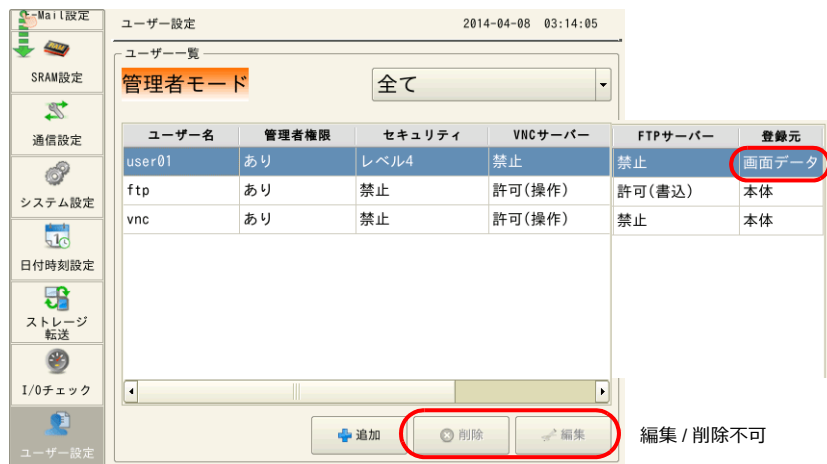 E-Mail設定
SRAM設定
通信設定
システム設定
日付時刻設定
ストレージ
転送
I/Oチェック
ユーザー設定
ユーザー設定 2014-04-08 03:14:05
ユーザー一覧
管理者モード 全て
ユーザー名 管理者権限 セキュリティ VNCサーバー FTPサーバー 登録元
user01 あり レベル4 禁止 禁止 画面データ
ftp あり 禁止 許可(操作) 許可(書込) 本体
vnc あり 禁止 許可(操作) 禁止 本体
追加 削除 編集 編集 / 削除不可